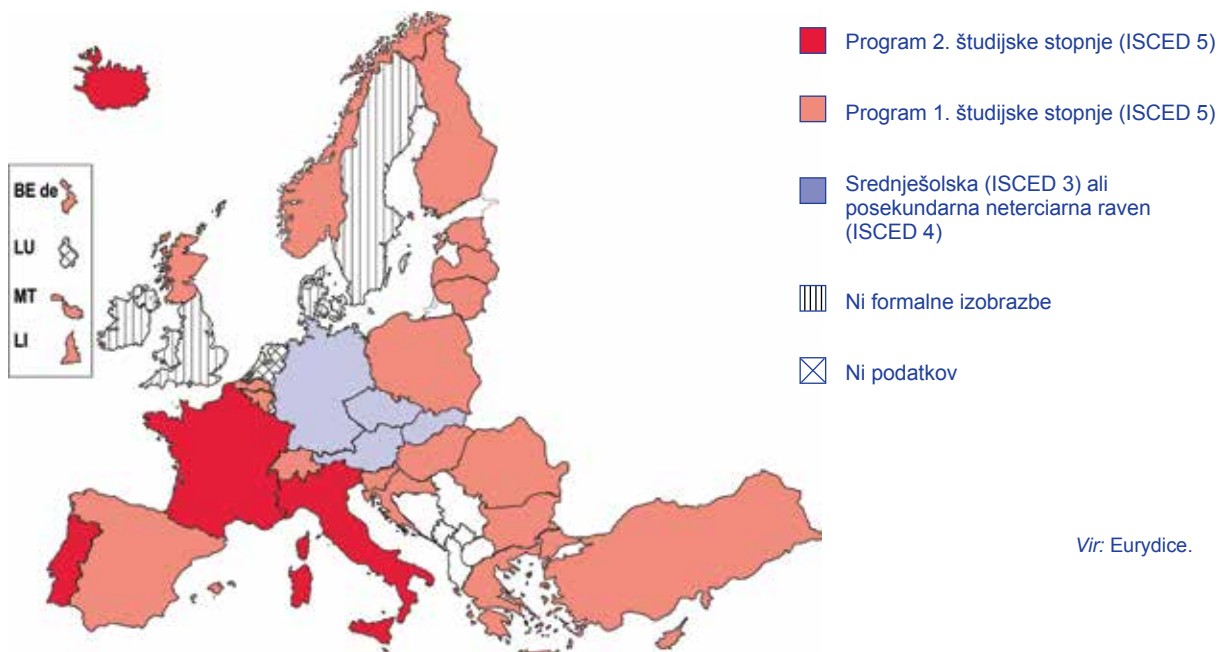 BE de
LU
MT
LI
Program 2. študijske stopnje (ISCED 5)
Program 1. študijske stopnje (ISCED 5)
Srednješolska (ISCED 3) ali
posekundarna neterciarna raven
(ISCED 4)
Ni formalne izobrazbe
Ni podatkov
Vir: Eurydice.